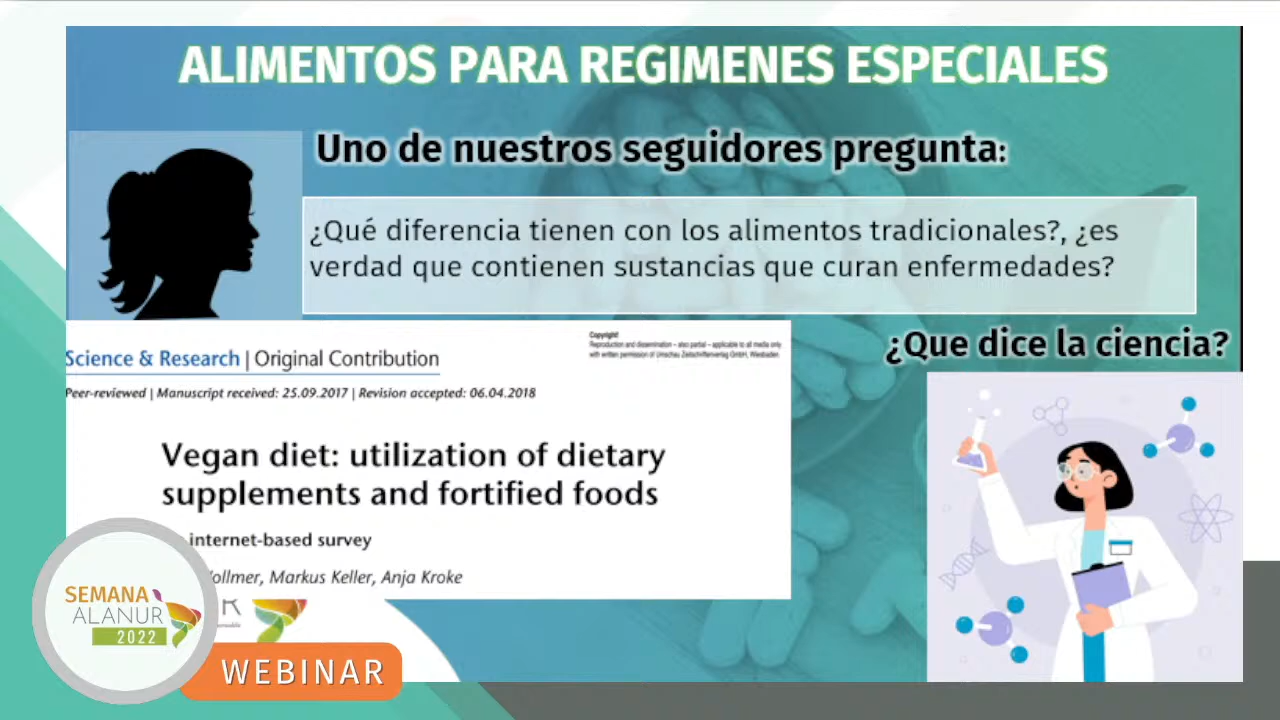 ALIMENTOS PARA REGIMENES ESPECIALES
Uno de nuestros seguidores pregunta:
¿Qué diferencia tienen con los alimentos tradicionales?, ¿es
verdad que contienen sustancias que curan enfermedades?
¿Que dice la ciencia?
Copyright!
Reproduction and dissemination – also partial – applicable to all media only
with written permission of Umschau Zeitschriftenverlag GmbH, Wiesbaden.
Science & Research | Original Contribution
Peer-reviewed | Manuscript received: 25.09.2017 | Revision accepted: 06.04.2018
Vegan diet: utilization of dietary
supplements and fortified foods
internet-based survey
Vollmer, Markus Keller, Anja Kroke
SEMANA
ALANUR
2022
WEBINAR